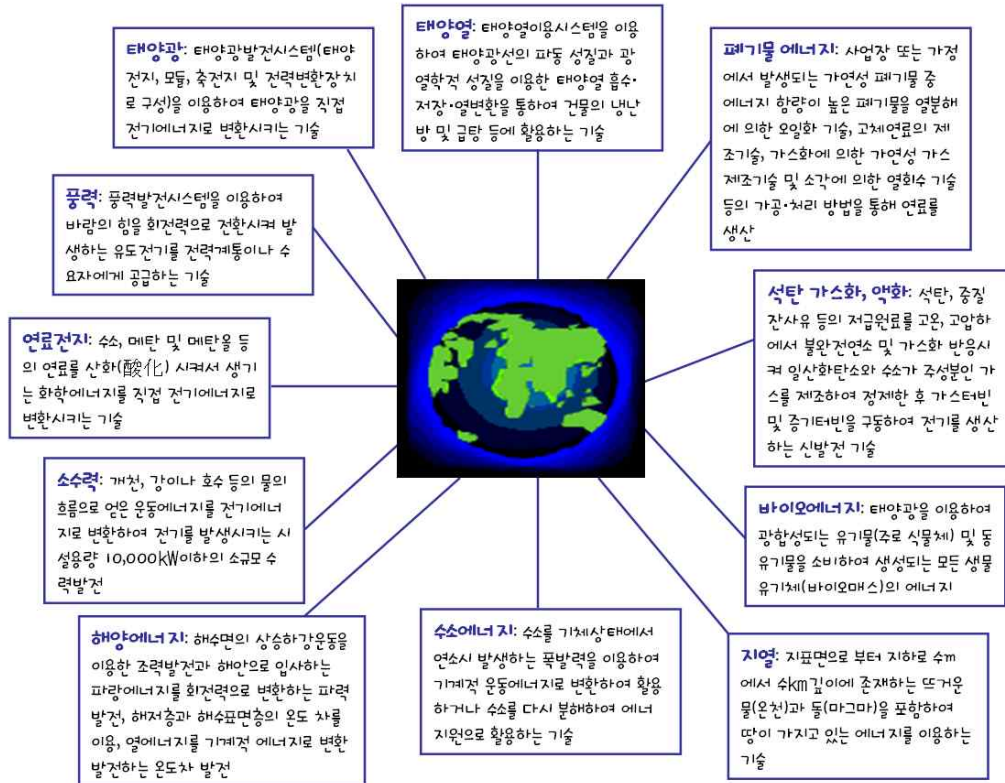 태양광: 태양광발전시스템(태양
전지, 모듈, 축전지 및 전력변환장치
로 구성)을 이용하여 태양광을 직접
전기에너지로 변환시키는 기술
태양열: 태양열이용시스템을 이용
하여 태양광선의 파동 성질과 광
열학적 성질을 이용한 태양열 흡수·
저장·열변환을 통하여 건물의 냉난
방 및 급탕 등에 활용하는 기술
폐기물 에너지: 사업장 또는 가정
에서 발생되는 가연성 폐기물 중
에너지 함량이 높은 폐기물을 열분해
에 의한 오일화 기술, 고체연료의 제
조기술, 가스화에 의한 가연성 가스
제조기술 및 소각에 의한 열회수 기술
등의 가공·처리 방법을 통해 연료를
생산
풍력: 풍력발전시스템을 이용하여
바람의 힘을 회전력으로 전환시켜 발
생하는 유도전기를 전력계통이나 수
요자에게 공급하는 기술
석탄 가스화, 액화: 석탄, 중질
잔사유 등의 저급원료를 고온, 고압하
에서 불완전연소 및 가스화 반응시
켜 일산화탄소와 수소가 주성분인 가
스를 제조하여 정제한 후 가스터빈
및 증기터빈을 구동하여 전기를 생산
하는 신발전 기술
연료전지: 수소, 메탄 및 메탄올 등
의 연료를 산화(酸化) 시켜서 생기
는 화학에너지를 직접 전기에너지로
변환시키는 기술
소수력: 개천, 강이나 호수 등의 물의
흐름으로 얻은 운동에너지를 전기에너
지로 변환하여 전기를 발생시키는 시
설용량 10,000kW이하의 소규모 수
력발전
바이오에너지: 태양광을 이용하여
광합성되는 유기물(주로 식물체) 및 동
유기물을 소비하여 생성되는 모든 생물
유기체(바이오매스)의 에너지
해양에너지: 해수면의 상승하강운동을
이용한 조력발전과 해안으로 입사하는
파랑에너지를 회전력으로 변환하는 파력
발전, 해저층과 해수표면층의 온도 차를
이용, 열에너지를 기계적 에너지로 변환
발전하는 온도차 발전
수소에너지: 수소를 기체상태에서
연소시 발생하는 폭발력을 이용하여
기계적 운동에너지로 변환하여 활용
하거나 수소를 다시 분해하여 에너
지원으로 활용하는 기술
지열: 지표면으로 부터 지하로 수m
에서 수km깊이에 존재하는 뜨거운
물(온천)과 돌(마그마)을 포함하여
땅이 가지고 있는 에너지를 이용하는
기술